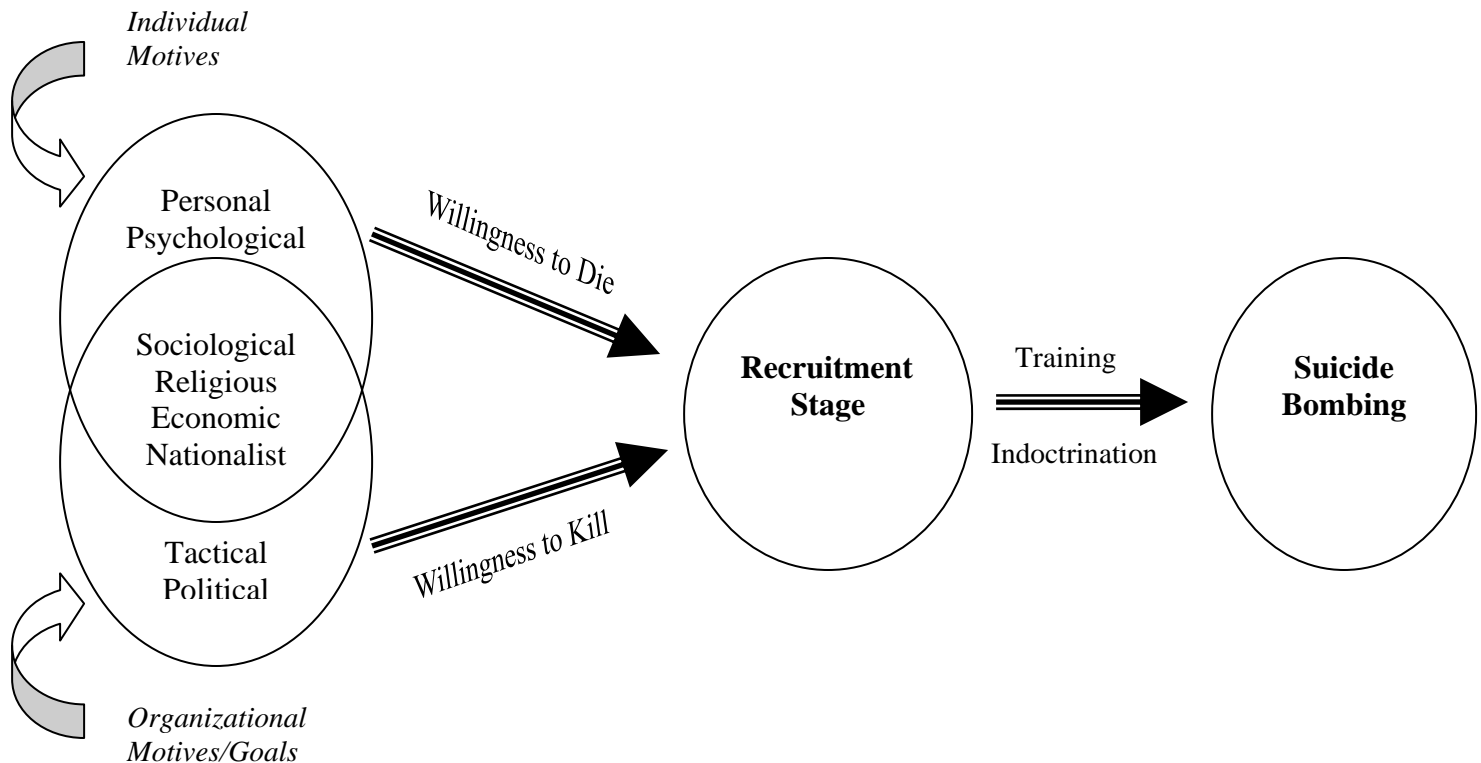 Individual
Motives
Personal
Psychological
Willingness to Die
Sociological
Religious
Economic
Nationalist
Recruitment
Stage
Training
Indoctrination
Suicide
Bombing
Tactical
Political
Willingness to Kill
Organizational
Motives/Goals